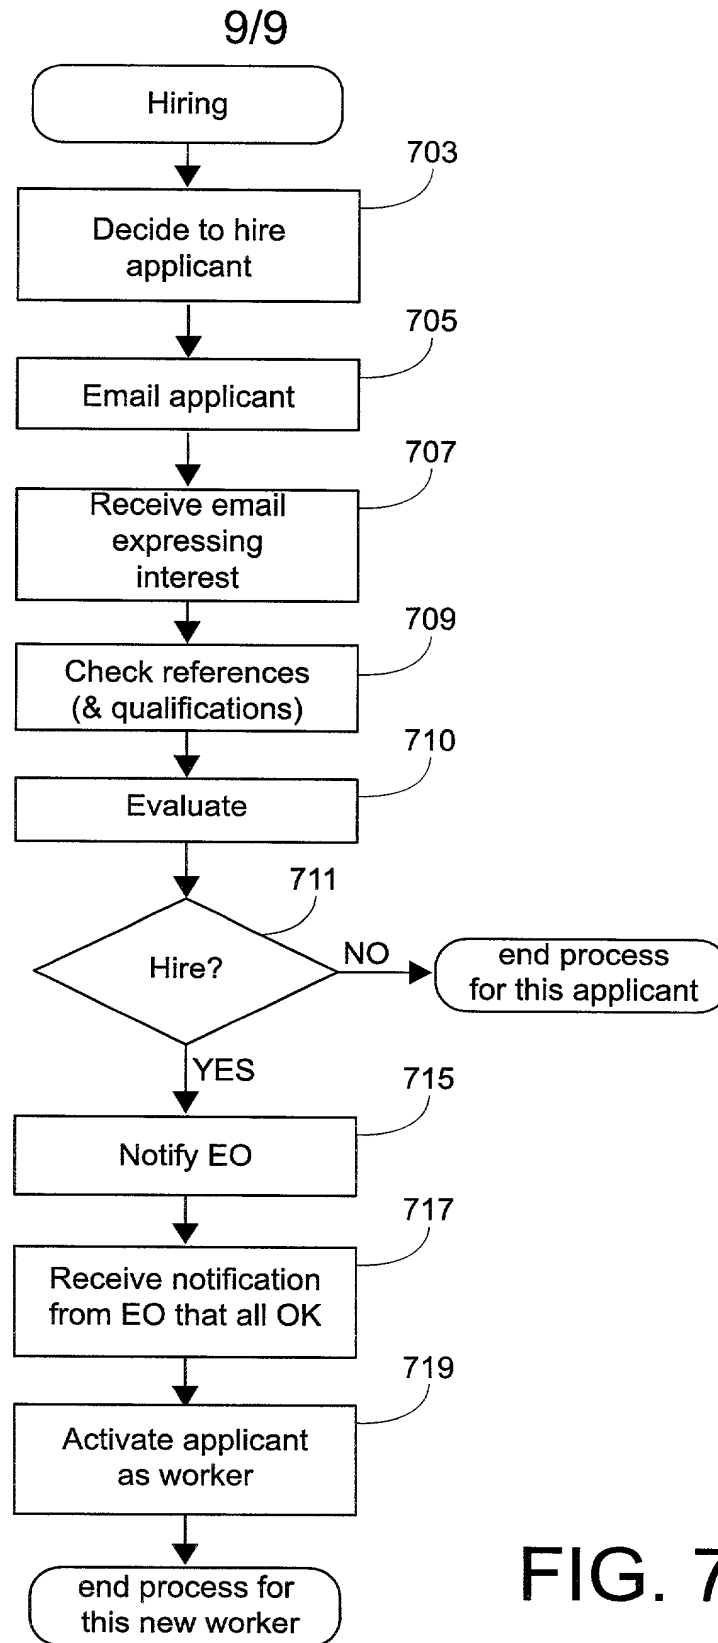 9/9
Hiring
703
Decide to hire
applicant
705
Email applicant
707
Receive email
expressing
interest
709
Check references
(& qualifications)
710
Evaluate
711
Hire?
NO
end process
for this applicant
YES
715
Notify EO
717
Receive notification
from EO that all OK
719
Activate applicant
as worker
end process for
this new worker
FIG. 7